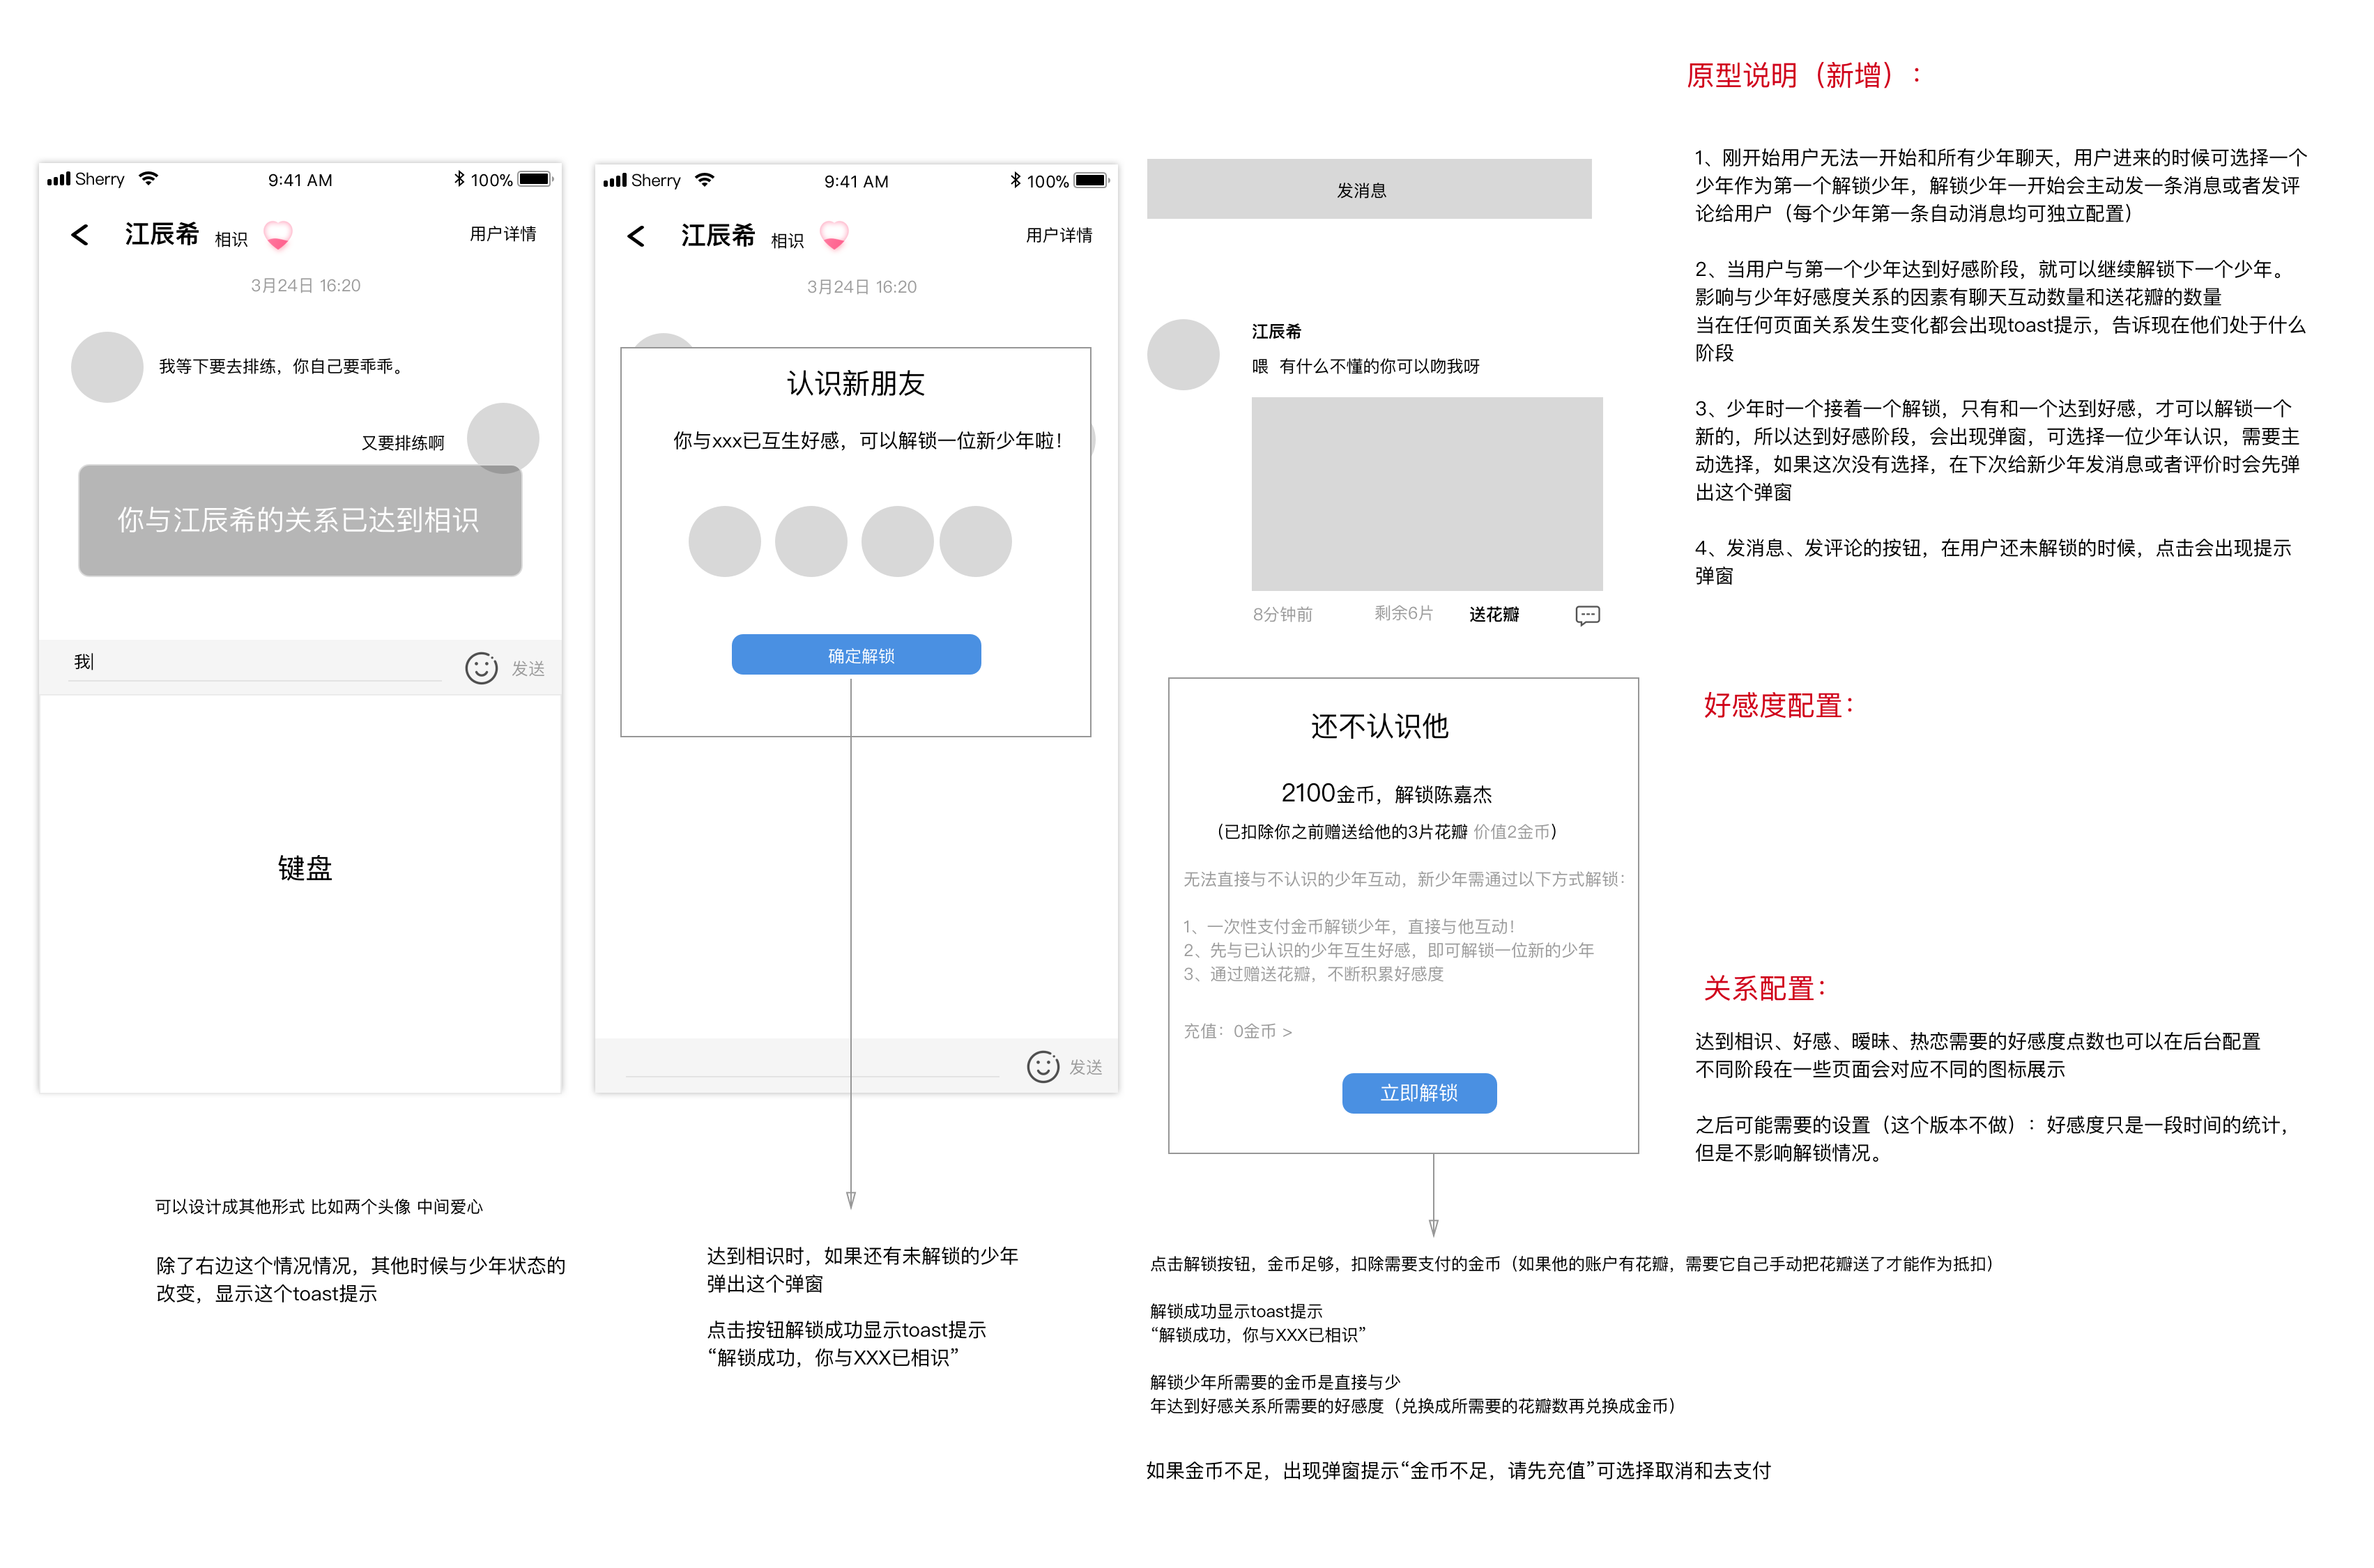 原型说明（新增）：
1、刚开始用户无法一开始和所有少年聊天，用户进来的时候可选择一个
少年作为第一个解锁少年，解锁少年一开始会主动发一条消息或者发评
论给用户（每个少年第一条自动消息均可独立配置）
2、当用户与第一个少年达到好感阶段，就可以继续解锁下一个少年。
影响与少年好感度关系的因素有聊天互动数量和送花瓣的数量
当在任何页面关系发生变化都会出现toast提示，告诉现在他们处于什么
阶段
3、少年时一个接着一个解锁，只有和一个达到好感，才可以解锁一个
新的，所以达到好感阶段，会出现弹窗，可选择一位少年认识，需要主
动选择，如果这次没有选择，在下次给新少年发消息或者评价时会先弹
出这个弹窗
4、发消息、发评论的按钮，在用户还未解锁的时候，点击会出现提示
弹窗
好感度配置：
关系配置：
达到相识、好感、暧昧、热恋需要的好感度点数也可以在后台配置
不同阶段在一些页面会对应不同的图标展示
之后可能需要的设置（这个版本不做）：好感度只是一段时间的统计，
但是不影响解锁情况。
Sherry 9:41 AM 100%
江辰希 相识 用户详情
3月24日 16:20
我等下要去排练，你自己要乖乖。
又要排练啊
你与江辰希的关系已达到相识
我
发送
键盘
可以设计成其他形式 比如两个头像 中间爱心
除了右边这个情况情况，其他时候与少年状态的
改变，显示这个toast提示
Sherry 9:41 AM 100%
江辰希 相识 用户详情
3月24日 16:20
认识新朋友
你与xxx已互生好感，可以解锁一位新少年啦！
确定解锁
发送
达到相识时，如果还有未解锁的少年
弹出这个弹窗
点击按钮解锁成功显示toast提示
“解锁成功，你与XXX已相识”
发消息
江辰希
喂 有什么不懂的你可以吻我呀
8分钟前 剩余6片 送花瓣
还不认识他
2100金币，解锁陈嘉杰
（已扣除你之前赠送给他的3片花瓣 价值2金币）
无法直接与不认识的少年互动，新少年需通过以下方式解锁：
1、一次性支付金币解锁少年，直接与他互动！
2、先与已认识的少年互生好感，即可解锁一位新的少年
3、通过赠送花瓣，不断积累好感度
充值：0金币 >
立即解锁
点击解锁按钮，金币足够，扣除需要支付的金币（如果他的账户有花瓣，需要它自己手动把花瓣送了才能作为抵扣）
解锁成功显示toast提示
“解锁成功，你与XXX已相识”
解锁少年所需要的金币是直接与少
年达到好感关系所需要的好感度（兑换成所需要的花瓣数再兑换成金币）
如果金币不足，出现弹窗提示“金币不足，请先充值”可选择取消和去支付